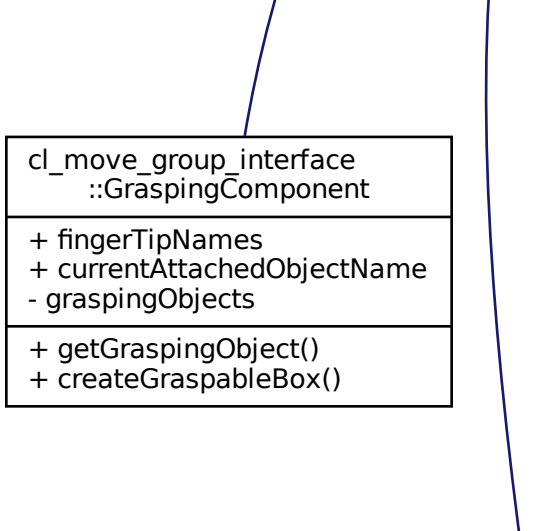 cl_move_group_interface
::GraspingComponent
+ fingerTipNames
+ currentAttachedObjectName
- graspingObjects
+ getGraspingObject()
+ createGraspableBox()